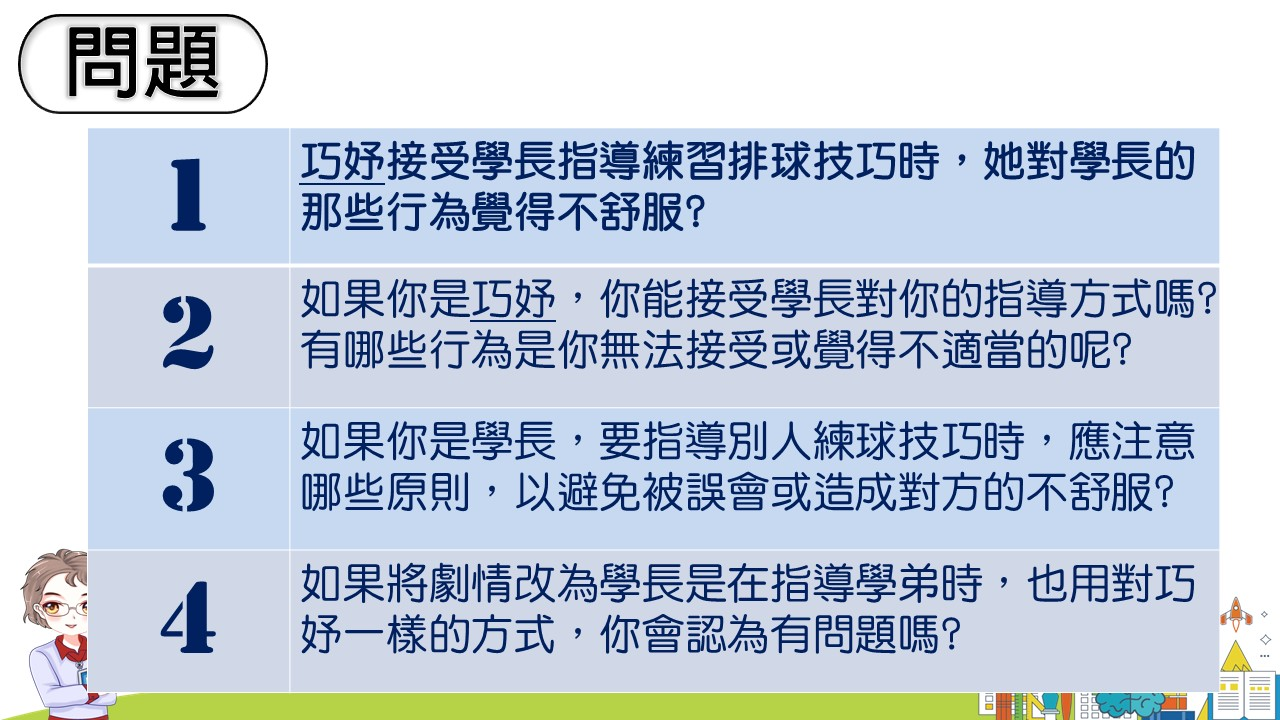 問題
1
巧妤接受學長指導練習排球技巧時，她對學長的
那些行為覺得不舒服?
2
如果你是巧妤，你能接受學長對你的指導方式嗎?
有哪些行為是你無法接受或覺得不適當的呢?
3
如果你是學長，要指導別人練球技巧時，應注意
哪些原則，以避免被誤會或造成對方的不舒服?
4
如果將劇情改為學長是在指導學弟時，也用對巧
妤一樣的方式，你會認為有問題嗎?